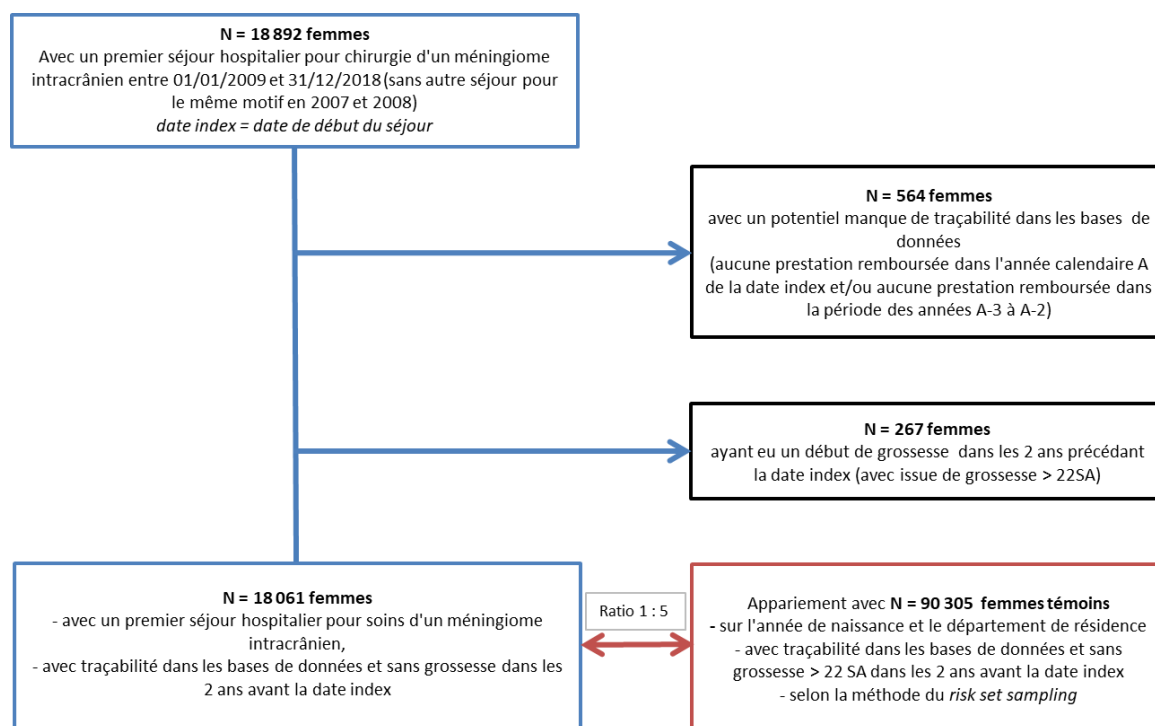 N = 18 892 femmes
Avec un premier séjour hospitalier pour chirurgie d'un méningiome
intracrânien entre 01/01/2009 et 31/12/2018 (sans autre séjour pour
le même motif en 2007 et 2008)
date index = date de début du séjour
N = 564 femmes
avec un potentiel manque de traçabilité dans les bases de
données
(aucune prestation remboursée dans l'année calendaire A
de la date index et/ou aucune prestation remboursée dans
la période des années A-3 à A-2)
N = 267 femmes
ayant eu un début de grossesse dans les 2 ans précédant
la date index (avec issue de grossesse > 22SA)
N = 18 061 femmes
- avec un premier séjour hospitalier pour soins d'un méningiome
intracrânien,
- avec traçabilité dans les bases de données et sans grossesse dans les
2 ans avant la date index
Ratio 1 : 5
Appariement avec N = 90 305 femmes témoins
- sur l'année de naissance et le département de résidence
- avec traçabilité dans les bases de données et sans
grossesse > 22 SA dans les 2 ans avant la date index
- selon la méthode du risk set sampling